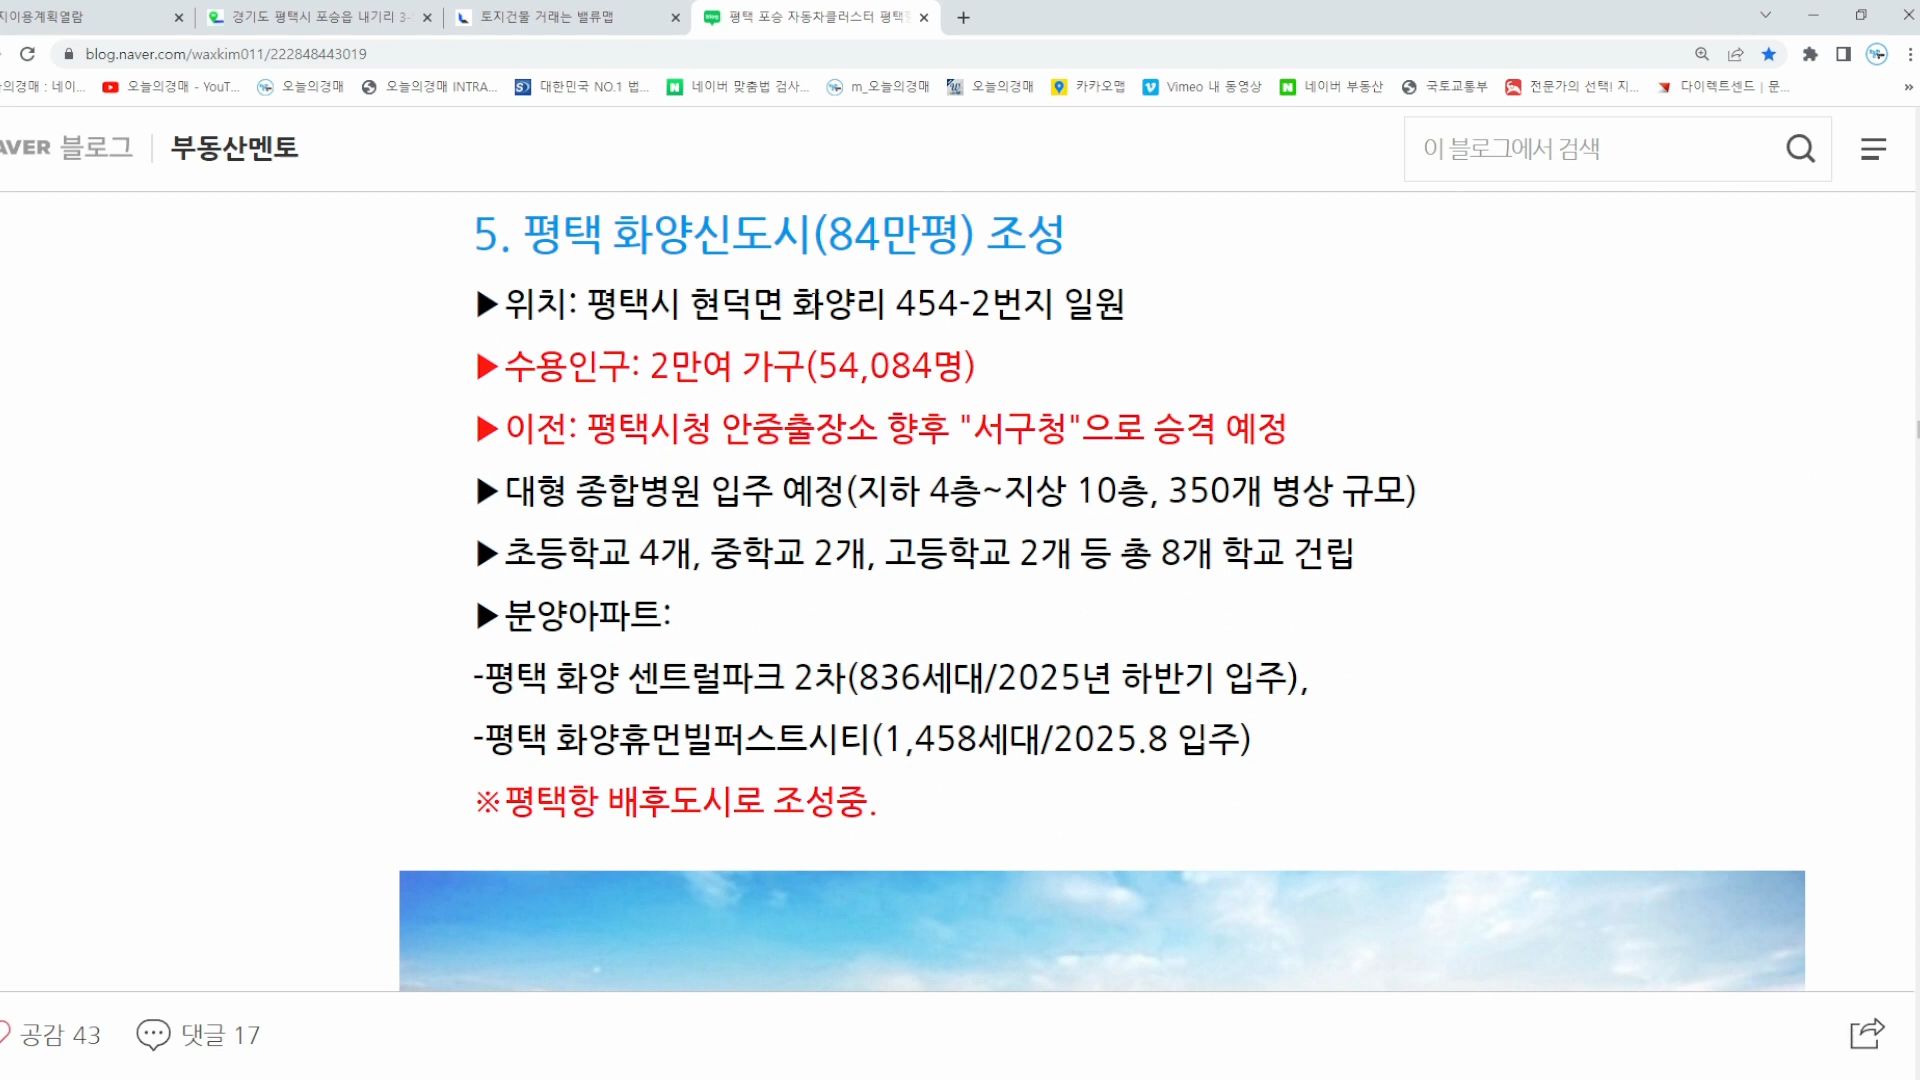 지이용계획열람
경기도 평택시 포승읍 내기리 3-
토지건물 거래는 밸류맵
평택 포승 자동차클러스터 평택
blog.naver.com/waxkim011/222848443019
의경매 : 네이...
오늘의경매 - YouT...
오늘의경매
오늘의경매 INTRA...
대한민국 NO.1 법...
네이버 맞춤법 검사...
m_오늘의경매
오늘의경매
카카오맵
Vimeo 내 동영상
네이버 부동산
국토교통부
전문가의 선택! 지...
다이렉트센드 | 문...
AVER 블로그
부동산멘토
이 블로그에서 검색
5. 평택 화양신도시(84만평) 조성
▶위치: 평택시 현덕면 화양리 454-2번지 일원
▶수용인구: 2만여 가구(54,084명)
▶이전: 평택시청 안중출장소 향후 "서구청"으로 승격 예정
▶대형 종합병원 입주 예정(지하 4층~지상 10층, 350개 병상 규모)
▶초등학교 4개, 중학교 2개, 고등학교 2개 등 총 8개 학교 건립
▶분양아파트:
-평택 화양 센트럴파크 2차(836세대/2025년 하반기 입주),
-평택 화양휴먼빌퍼스트시티(1,458세대/2025.8 입주)
※평택항 배후도시로 조성중.
공감 43
댓글 17